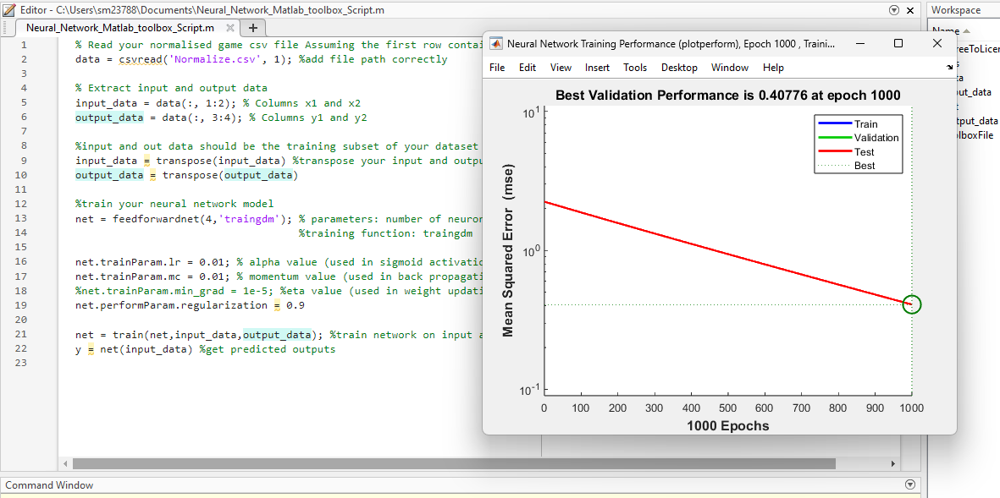 Editor - C:\Users\sm23788\Documents\Neural_Network_Matlab_toolbox_Script.m
Neural_Network_Matlab_toolbox_Script.m
1 % Read your normalised game csv file Assuming the first row
2 data = csvread('Normalize.csv', 1); %add file path correctly
3
4 % Extract input and output data
5 input_data = data(:, 1:2); % Columns x1 and x2
6 output_data = data(:, 3:4); % Columns y1 and y2
7
8 %input and out data should be the training subset of your dataset
9 input_data = transpose(input_data) %transpose your input and
10 output_data = transpose(output_data)
11
12 %train your neural network model
13 net = feedforwardnet(4,'traingdm'); % parameters: number of
14 %training function: traingdm
15
16 net.trainParam.lr = 0.01; % alpha value (used in sigmoid
17 net.trainParam.mc = 0.01; % momentum value (used in back
18 %net.trainParam.min_grad = 1e-5; %eta value (used in weight
19 net.performParam.regularization = 0.9
20
21 net = train(net,input_data,output_data); %train network on input
22 y = net(input_data) %get predicted outputs
23
Command Window
Neural Network Training Performance (plotperform), Epoch 1000 , Traini...
File Edit View Insert Tools Desktop Window Help
Best Validation Performance is 0.40776 at epoch 1000
Train
Validation
Test
Best
10^1
10^0
10^-1
Mean Squared Error (mse)
0 100 200 300 400 500 600 700 800 900 1000
1000 Epochs
Workspace
Name